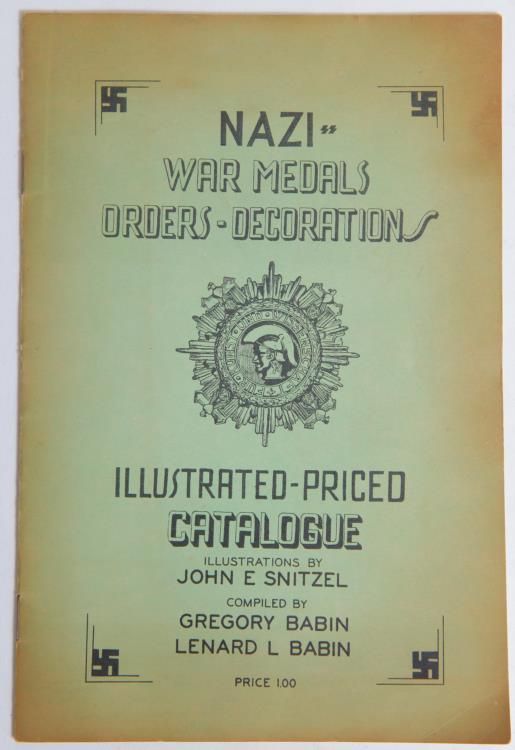 NAZI
WAR MEDALS
ORDERS-DECORATIONS
ILLUSTRATED-PRICED
CATALOGUE
ILLUSTRATIONS BY
JOHN E SNITZEL
COMPILED BY
GREGORY BABIN
LENARD L BABIN
PRICE 1.00